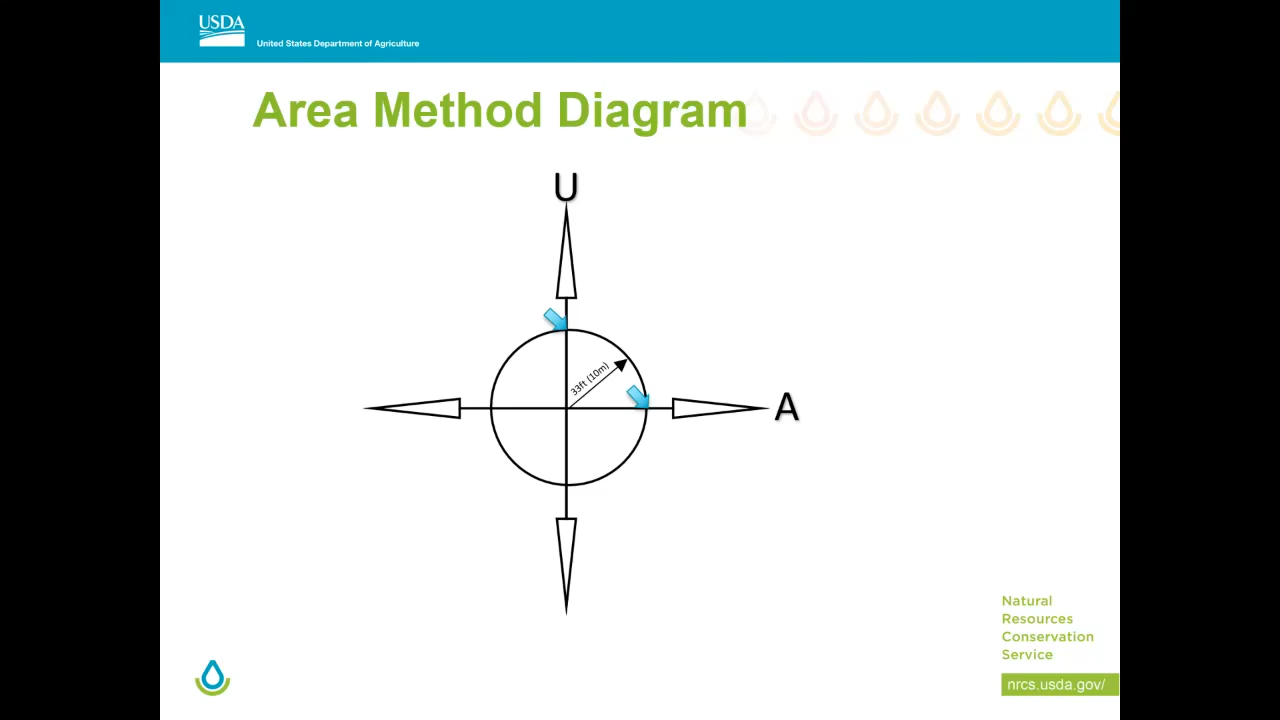 USDA
United States Department of Agriculture
Area Method Diagram
U
33ft (10m)
A
Natural
Resources
Conservation
Service
nrcs.usda.gov/